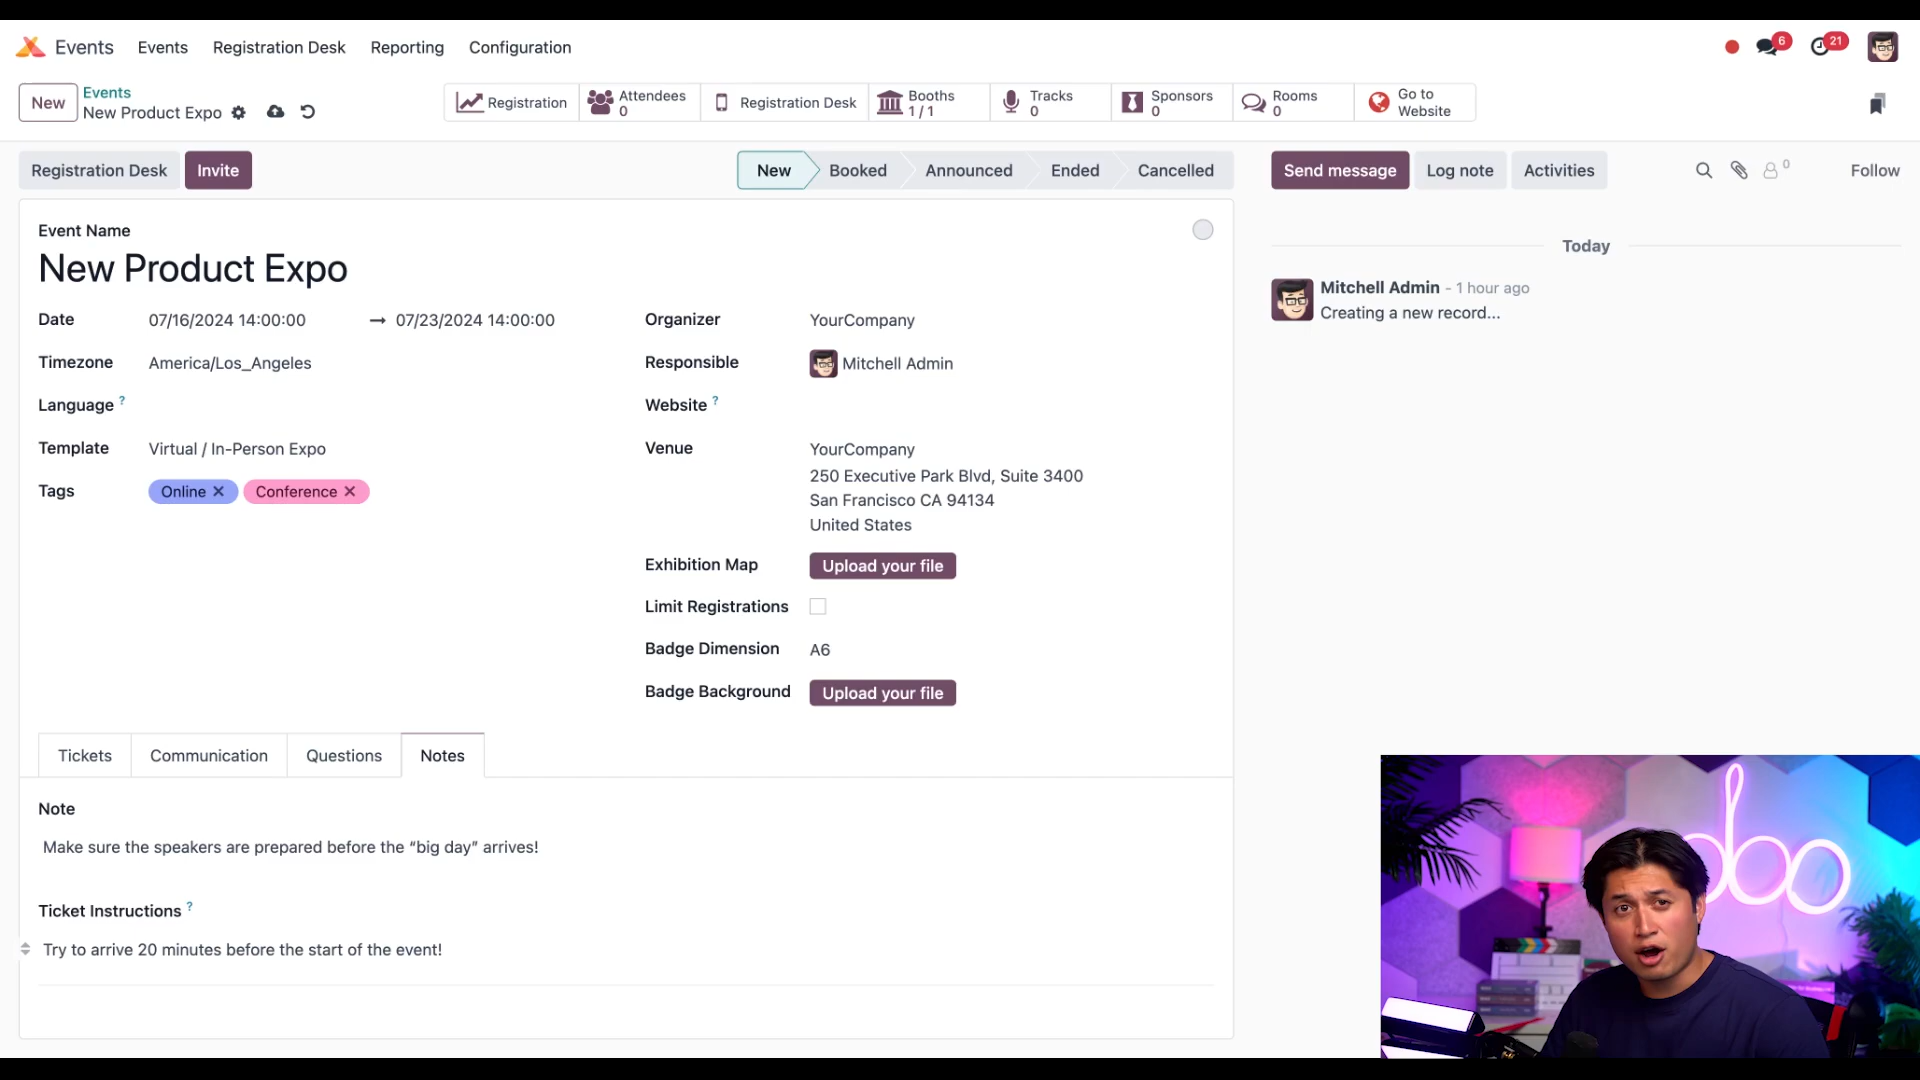 Events
Events
Registration Desk
Reporting
Configuration
6
21
New
Events
New Product Expo
Registration
Attendees
0
Registration Desk
Booths
1 / 1
Tracks
0
Sponsors
0
Rooms
0
Go to
Website
Registration Desk
Invite
New
Booked
Announced
Ended
Cancelled
Send message
Log note
Activities
0
Follow
Event Name
New Product Expo
Date
07/16/2024 14:00:00
→ 07/23/2024 14:00:00
Timezone
America/Los_Angeles
Language ?
Template
Virtual / In-Person Expo
Tags
Online ×
Conference ×
Organizer
YourCompany
Responsible
Mitchell Admin
Website ?
Venue
YourCompany
250 Executive Park Blvd, Suite 3400
San Francisco CA 94134
United States
Exhibition Map
Upload your file
Limit Registrations
Badge Dimension
A6
Badge Background
Upload your file
Today
Mitchell Admin - 1 hour ago
Creating a new record...
Tickets
Communication
Questions
Notes
Note
Make sure the speakers are prepared before the “big day” arrives!
Ticket Instructions ?
Try to arrive 20 minutes before the start of the event!